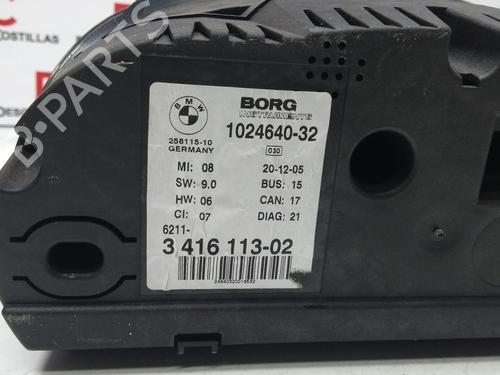 BMW
BORG
INSTRUMENTS
258115-10
GERMANY
1024640-32
030
MI: 08
20-12-05
SW: 9.0
BUS: 15
HW: 06
CAN: 17
CI: 07
DIAG: 21
6211-
3 416 113-02
B-PARTS